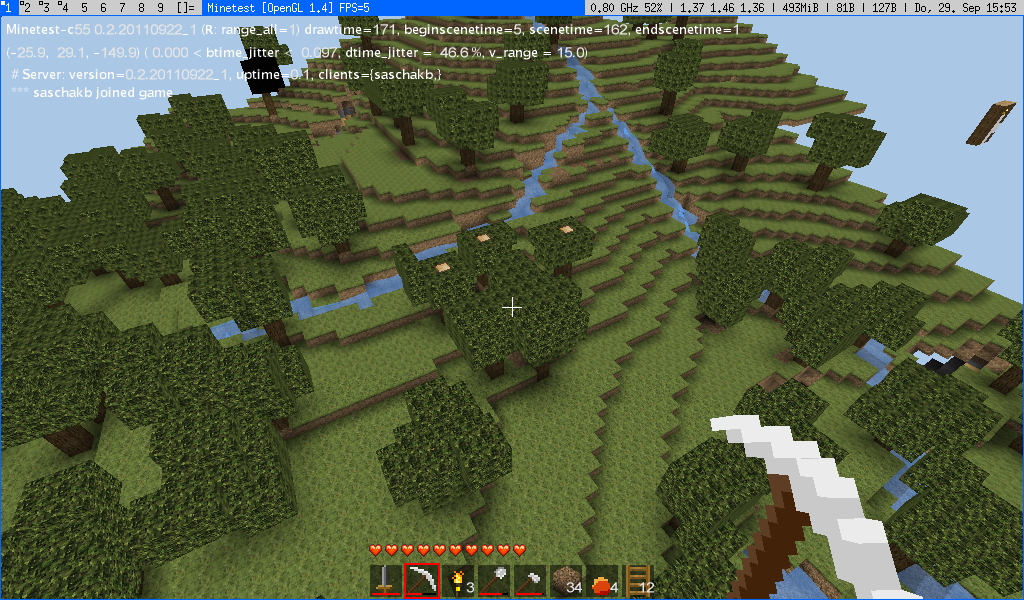 1 2 3 4 5 6 7 8 9 []= Minetest [OpenGL 1.4] FPS=5 0.80 GHz 52% | 1.37 1.46 1.36 | 493MiB | 81B | 127B | Do, 29. Sep 15:53
Minetest-c55 0.2.20110922_1 (R: range_all=1) drawtime=171, beginscenetime=5, scenetime=162, endscenetime=1
(-25.9, 29.1, -149.9) ( 0.000 < btime_jitter < 0.097, dtime_jitter = 46.6 %, v_range = 15.0)
# Server: version=0.2.20110922_1, uptime=0.1, clients={saschakb,}
*** saschakb joined game
3 34 4 12